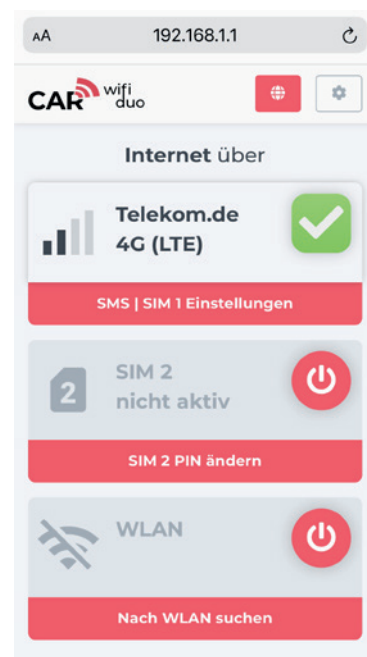 AA 192.168.1.1
CAR wifi duo
Internet über
Telekom.de
4G (LTE)
SMS | SIM 1 Einstellungen
2
SIM 2
nicht aktiv
SIM 2 PIN ändern
WLAN
Nach WLAN suchen